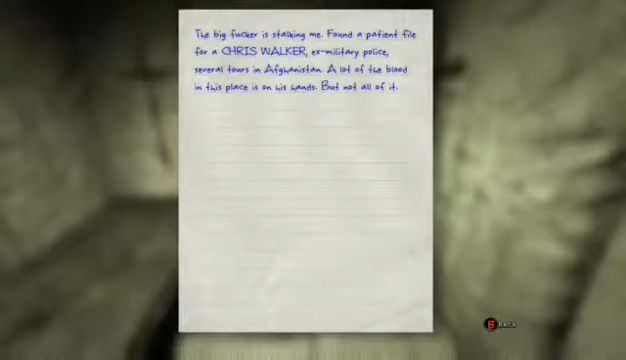 The big fucker is stalking me. Found a patient file
for a CHRIS WALKER, ex-military police,
several tours in Afghanistan. A lot of the blood
in this place is on his hands. But not all of it.
B BACK